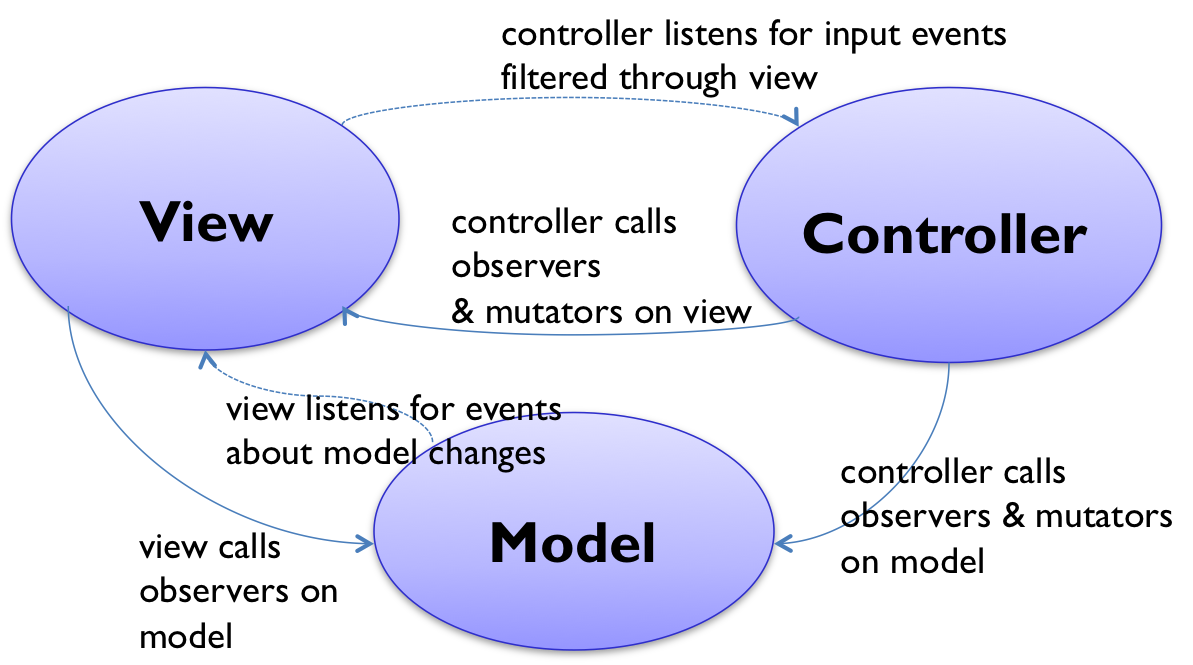 controller listens for input events
filtered through view
View
Controller
controller calls
observers
& mutators on view
view listens for events
about model changes
controller calls
observers & mutators
on model
Model
view calls
observers on
model